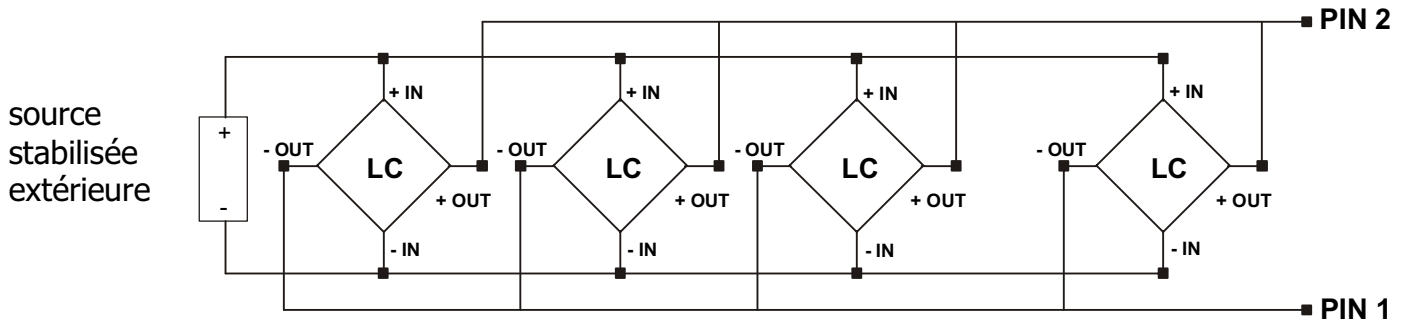 PIN 2
+ IN
+ IN
+ IN
+ IN
source
stabilisée
extérieure
+
-
- OUT
LC
+ OUT
- OUT
LC
+ OUT
- OUT
LC
+ OUT
- OUT
LC
+ OUT
- IN
- IN
- IN
- IN
PIN 1